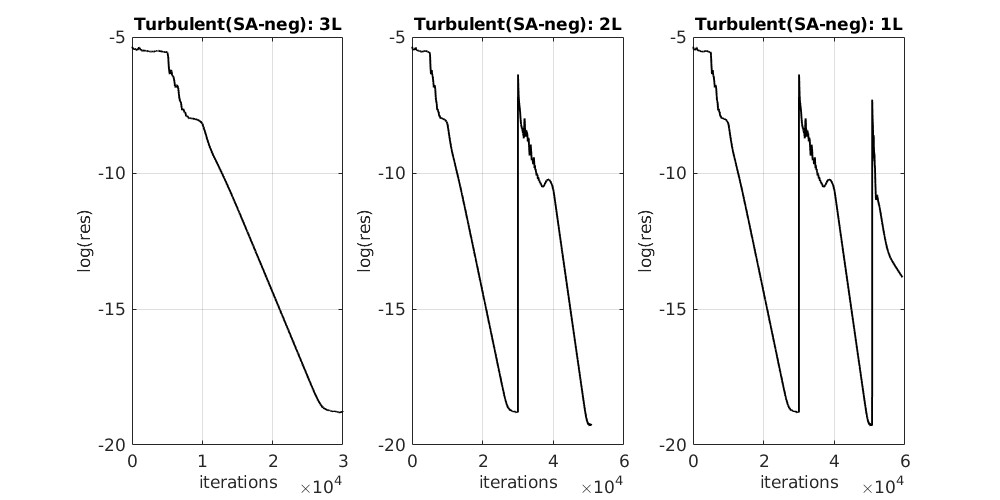 Turbulent(SA-neg): 3L
-5
-10
-15
-20
log(res)
0 1 2 3
iterations ×10^4
Turbulent(SA-neg): 2L
-5
-10
-15
-20
log(res)
0 2 4 6
iterations ×10^4
Turbulent(SA-neg): 1L
-5
-10
-15
-20
log(res)
0 2 4 6
iterations ×10^4